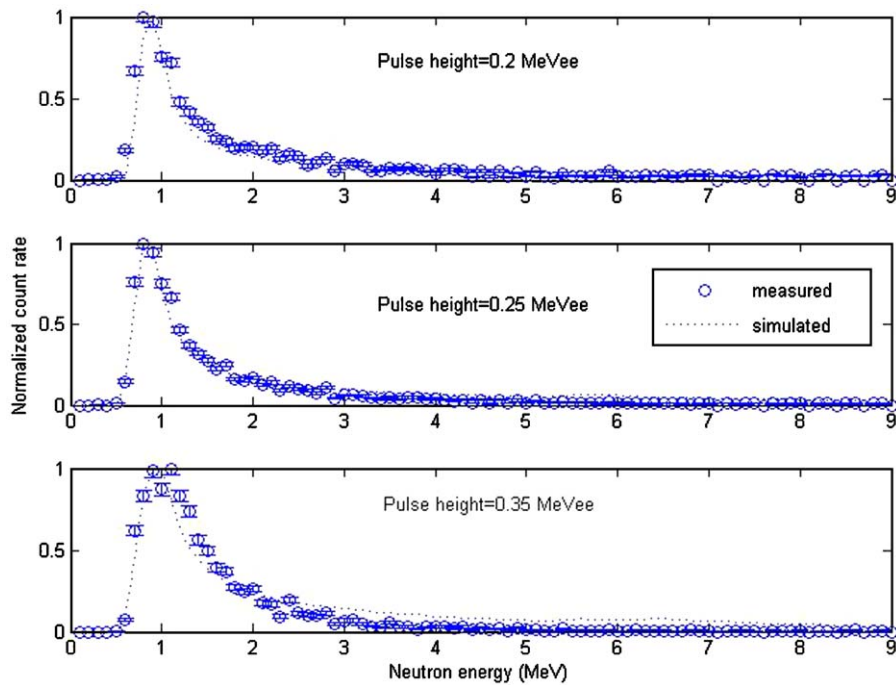 1
0.5
0
Pulse height=0.2 MeVee
0 1 2 3 4 5 6 7 8 9
Normalized count rate
1
0.5
0
Pulse height=0.25 MeVee
measured
simulated
0 1 2 3 4 5 6 7 8 9
1
0.5
0
Pulse height=0.35 MeVee
0 1 2 3 4 5 6 7 8 9
Neutron energy (MeV)